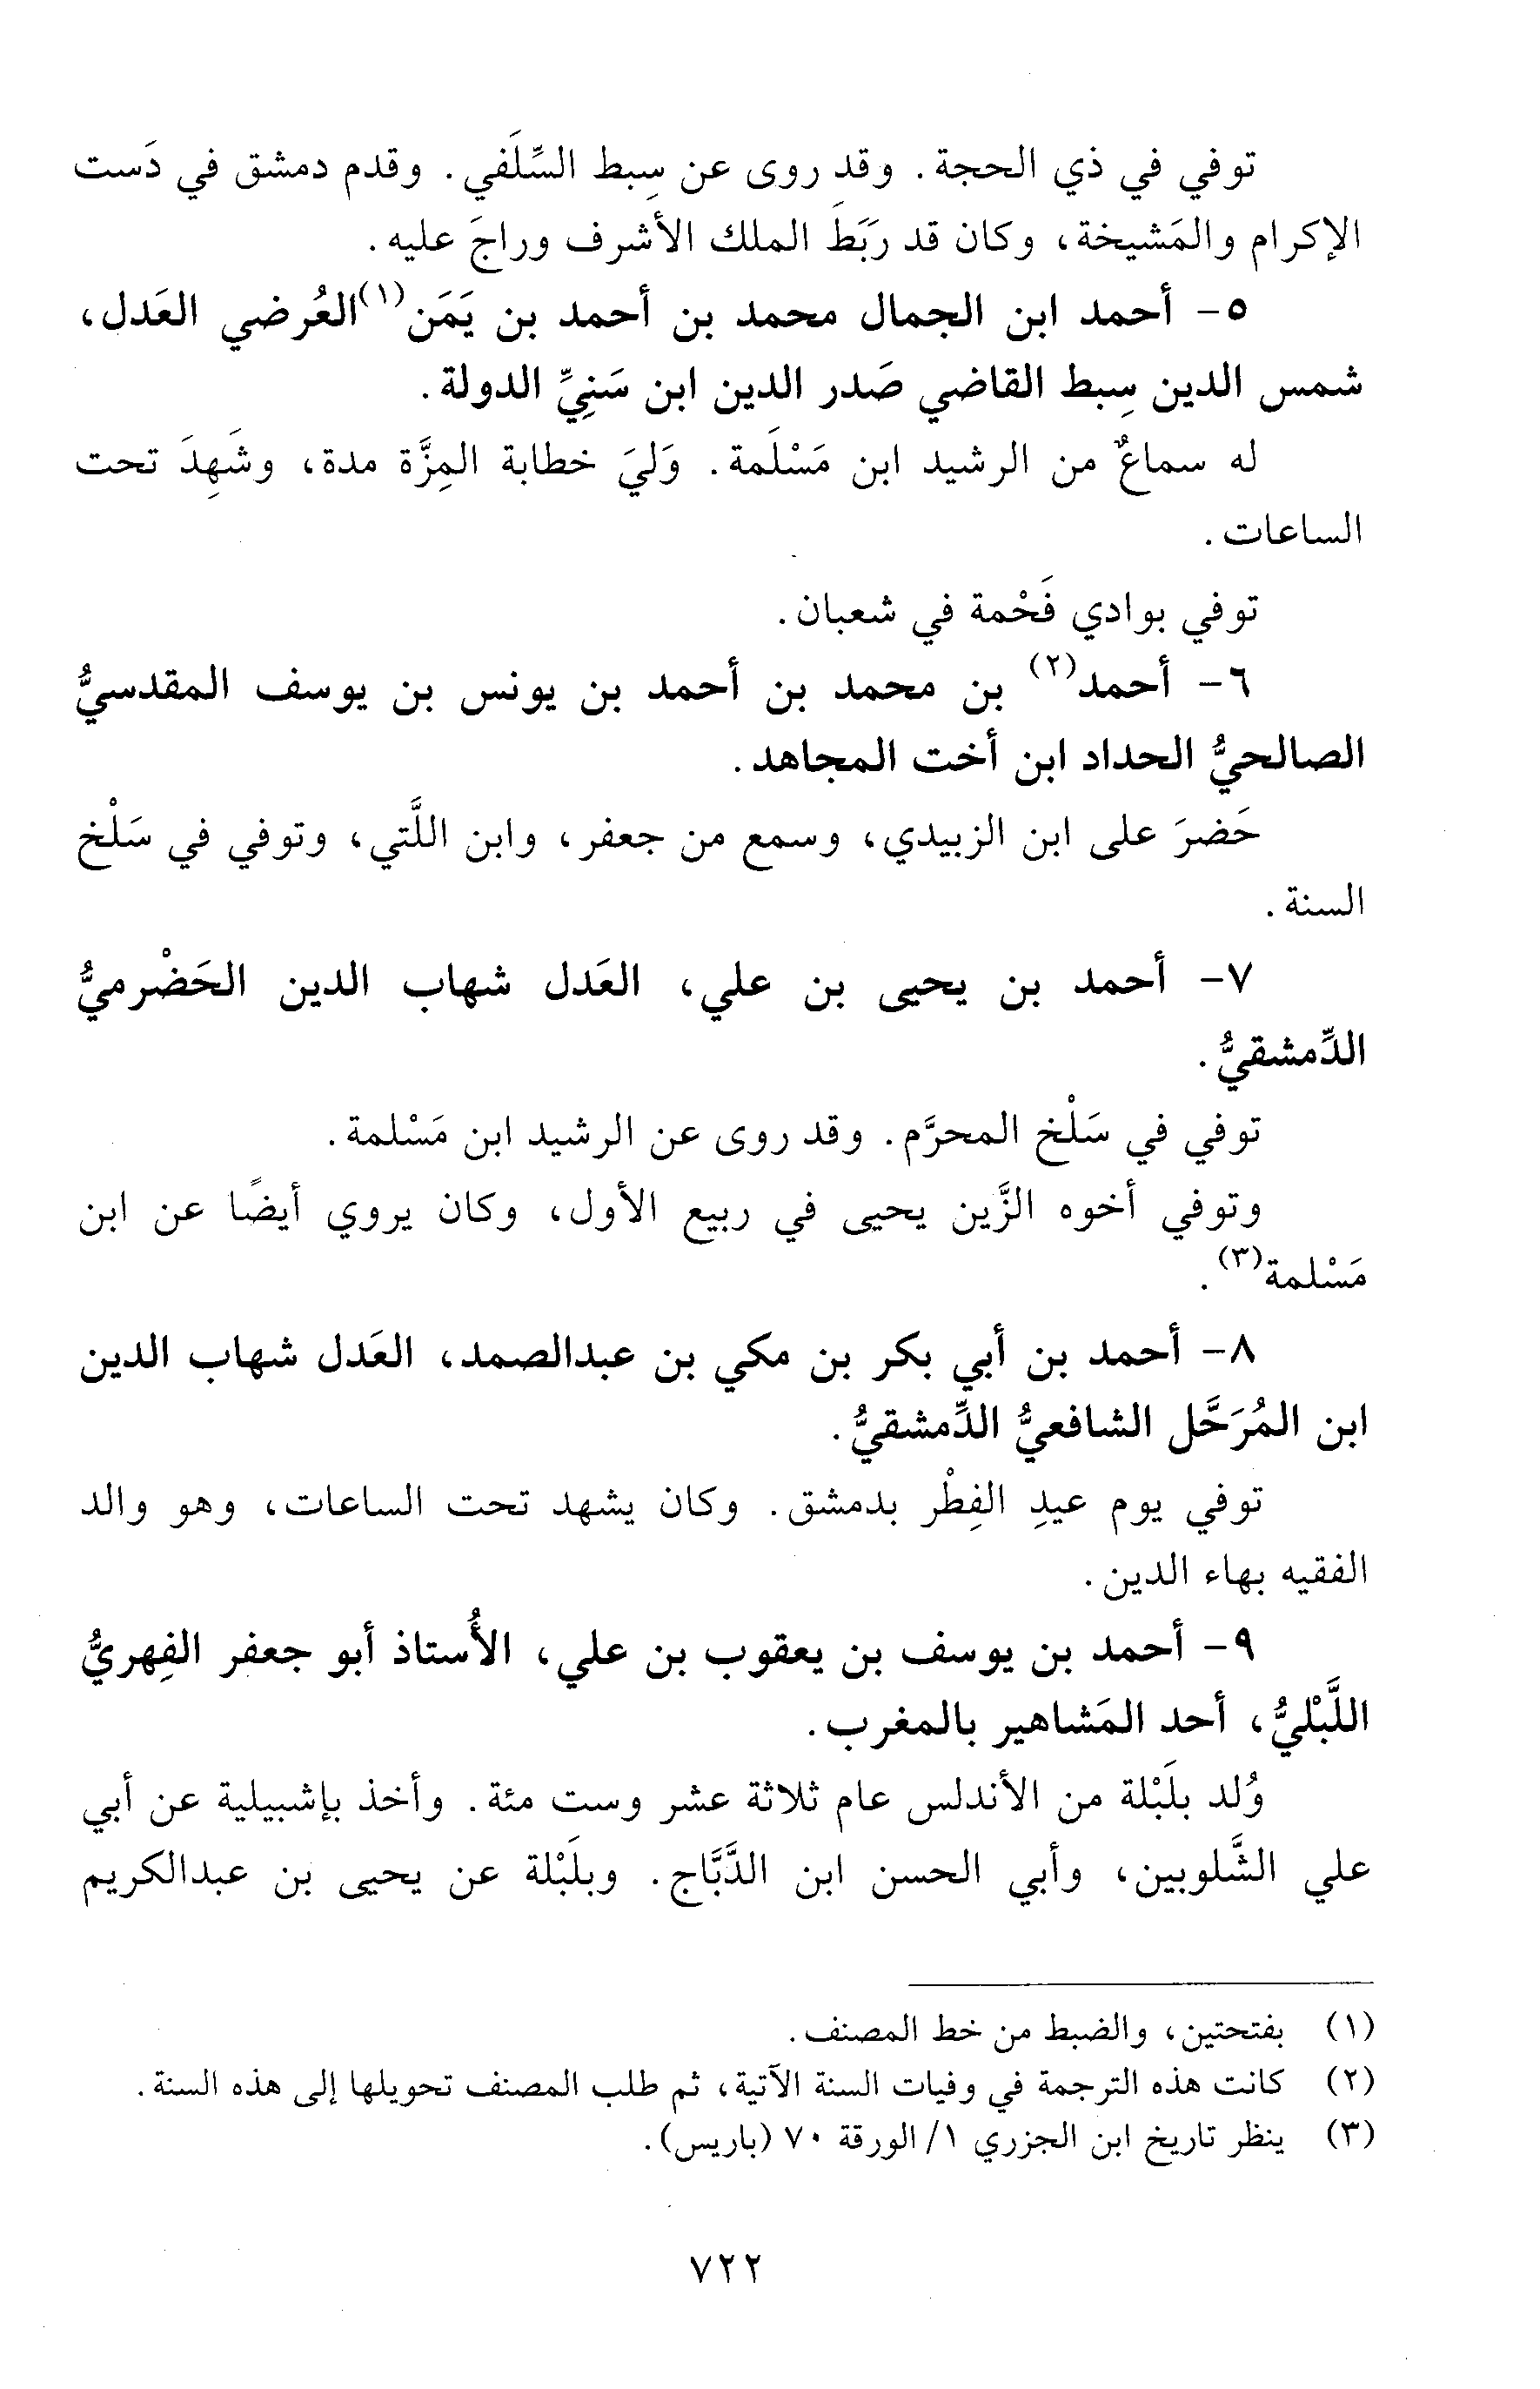 توفي في ذي الحجة. وقد روى عن سِبط السِّلَفي. وقدم دمشق في دَست
الإكرام والمَشيخة، وكان قد رَبَطَ الملك الأشرف وراجَ عليه.
٥- أحمد ابن الجمال محمد بن أحمد بن يَمَن(١) العُرضي العَدل،
شمس الدين سِبط القاضي صَدر الدين ابن سَنِيِّ الدولة.
له سماعٌ من الرشيد ابن مَسْلَمة. وَليَ خطابة المِزَّة مدة، وشَهِدَ تحت
الساعات.
توفي بوادي فَحْمة في شعبان.
٦- أحمد(٢) بن محمد بن أحمد بن يونس بن يوسف المقدسيُّ
الصالحيُّ الحداد ابن أخت المجاهد.
حَضرَ على ابن الزبيدي، وسمع من جعفر، وابن اللَّتي، وتوفي في سَلْخ
السنة.
٧- أحمد بن يحيى بن علي، العَدل شهاب الدين الحَضْرميُّ
الدِّمشقيُّ.
توفي في سَلْخ المحرَّم. وقد روى عن الرشيد ابن مَسْلمة.
وتوفي أخوه الزَّين يحيى في ربيع الأول، وكان يروي أيضًا عن ابن
مَسْلمة(٣).
٨- أحمد بن أبي بكر بن مكي بن عبدالصمد، العَدل شهاب الدين
ابن المُرَحَّل الشافعيُّ الدِّمشقيُّ.
توفي يوم عيدِ الفِطْر بدمشق. وكان يشهد تحت الساعات، وهو والد
الفقيه بهاء الدين.
٩- أحمد بن يوسف بن يعقوب بن علي، الأُستاذ أبو جعفر الفِهريُّ
اللَّبْليُّ، أحد المَشاهير بالمغرب.
وُلد بلَبْلة من الأندلس عام ثلاثة عشر وست مئة. وأخذ بإشبيلية عن أبي
علي الشَّلوبين، وأبي الحسن ابن الدَّبَّاج. وبلَبْلة عن يحيى بن عبدالكريم
(١) بفتحتين، والضبط من خط المصنف.
(٢) كانت هذه الترجمة في وفيات السنة الآتية، ثم طلب المصنف تحويلها إلى هذه السنة.
(٣) ينظر تاريخ ابن الجزري ١/ الورقة ٧٠ (باريس).
٧٢٢